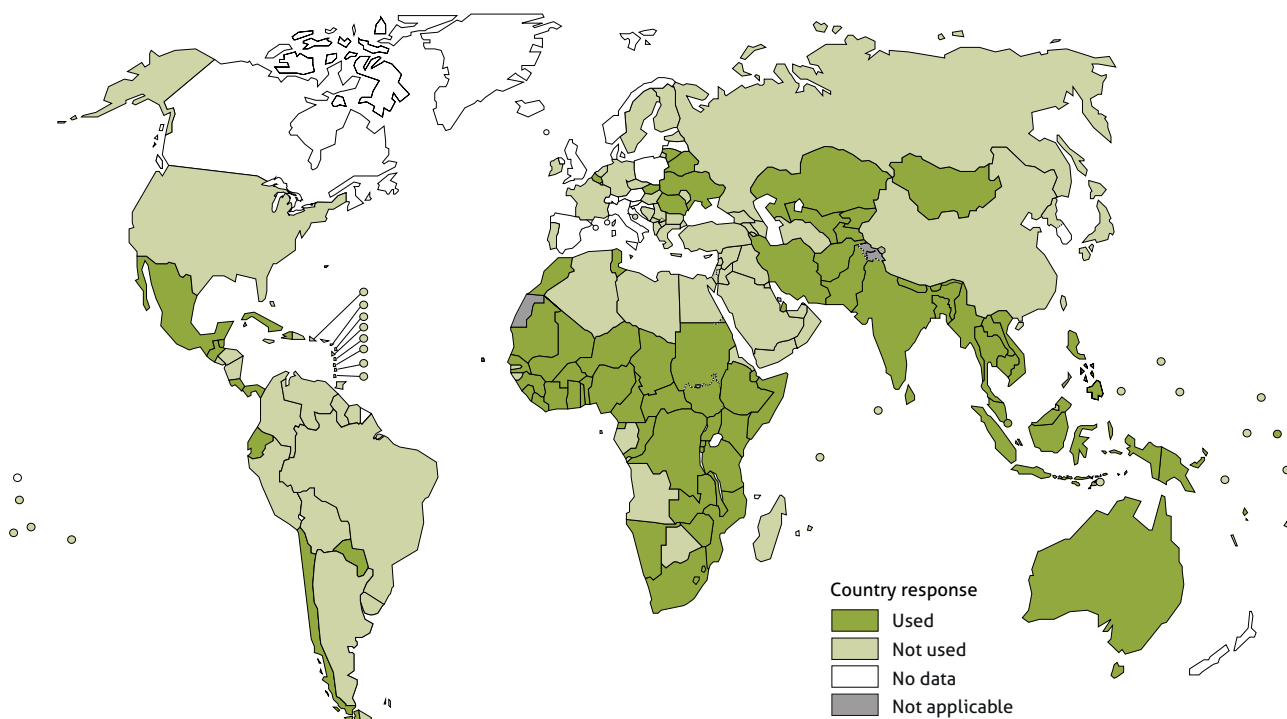 Country response
Used
Not used
No data
Not applicable